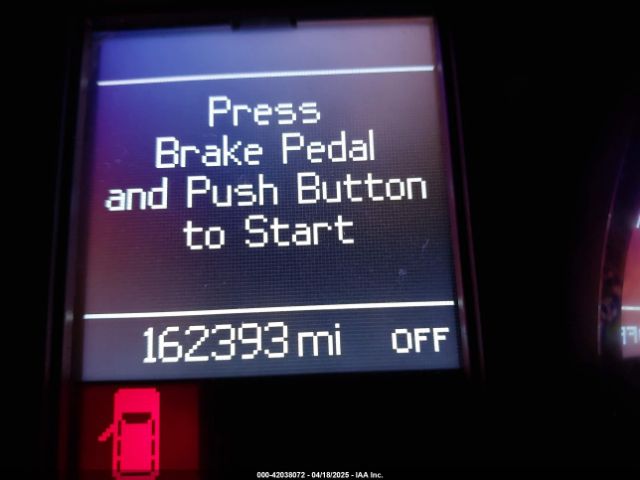 Press
Brake Pedal
and Push Button
to Start
162393 mi OFF
000-42038072 - 04/18/2025 - IAA Inc.